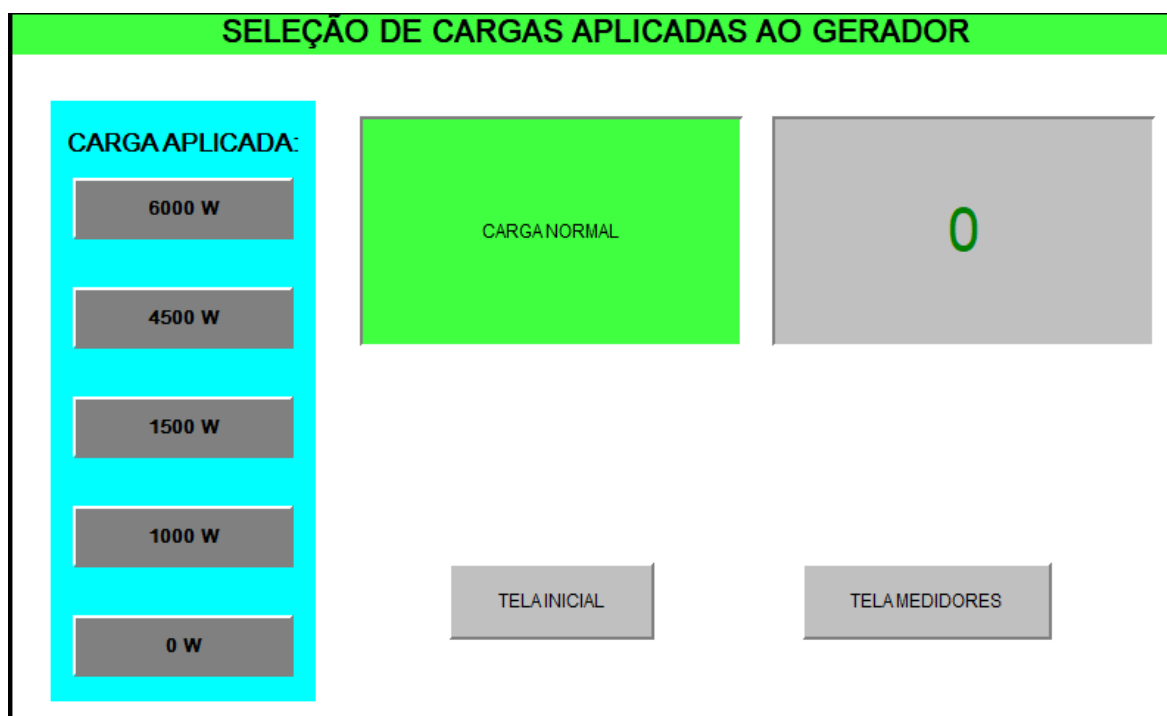 SELEÇÃO DE CARGAS APLICADAS AO GERADOR
CARGA APLICADA:
6000 W
4500 W
1500 W
1000 W
0 W
CARGA NORMAL
0
TELA INICIAL
TELA MEDIDORES